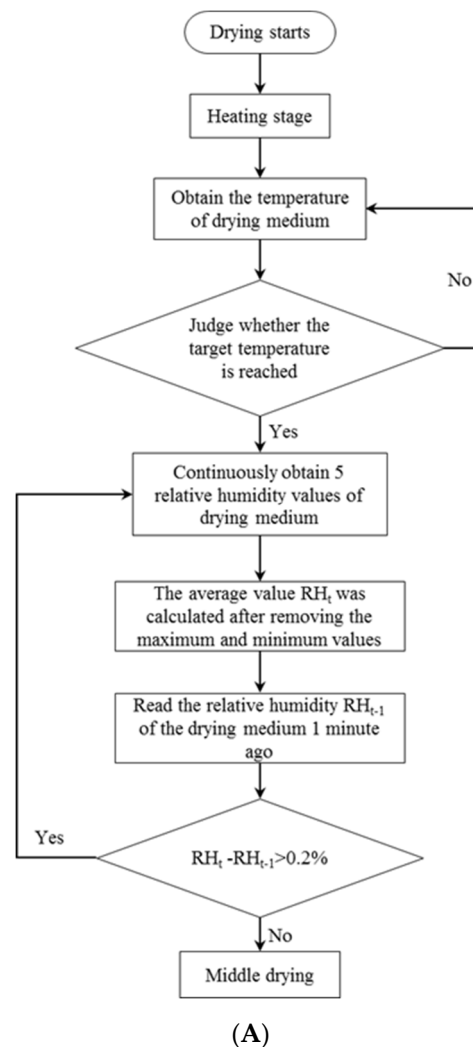 Drying starts
Heating stage
Obtain the temperature
of drying medium
No
Judge whether the
target temperature
is reached
Yes
Continuously obtain 5
relative humidity values of
drying medium
The average value RHt was
calculated after removing the
maximum and minimum values
Read the relative humidity RHt-1
of the drying medium 1 minute
ago
Yes
RHt -RHt-1>0.2%
No
Middle drying
(A)